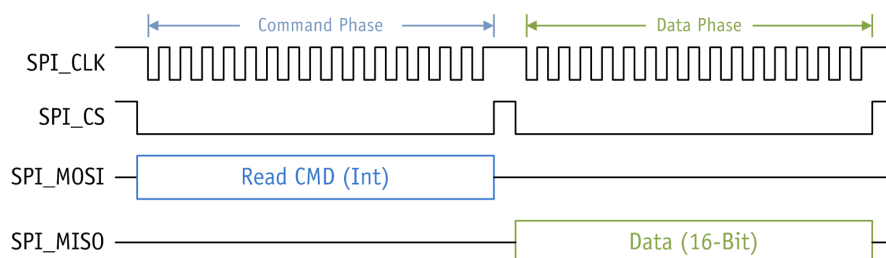 Command Phase
Data Phase
SPI_CLK
SPI_CS
SPI_MOSI
Read CMD (Int)
SPI_MISO
Data (16-Bit)